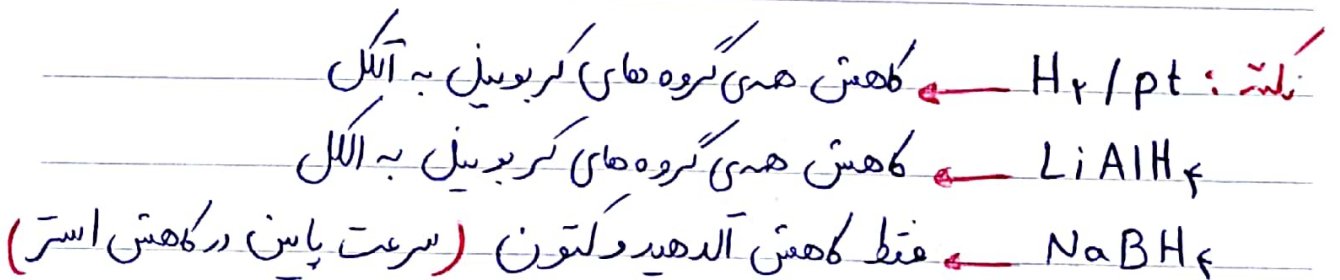 نکته : H۲/pt ← کاهش همه‌ی گروه های کربونیل به الکل
LiAlH۴ ← کاهش همه‌ی گروه های کربونیل به الکل
NaBH۴ ← فقط کاهش آلدهید و کتون (سرعت پایین در کاهش استر)